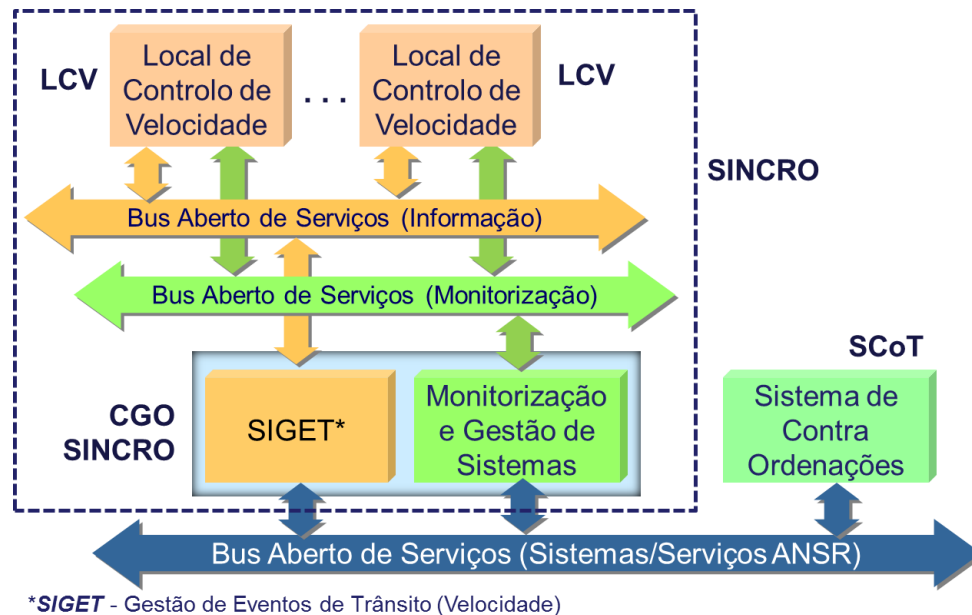 LCV
Local de
Controlo de
Velocidade
. . .
Local de
Controlo de
Velocidade
LCV
SINCRO
Bus Aberto de Serviços (Informação)
Bus Aberto de Serviços (Monitorização)
CGO
SINCRO
SIGET*
Monitorização
e Gestão de
Sistemas
SCoT
Sistema de
Contra
Ordenações
Bus Aberto de Serviços (Sistemas/Serviços ANSR)
*SIGET - Gestão de Eventos de Trânsito (Velocidade)